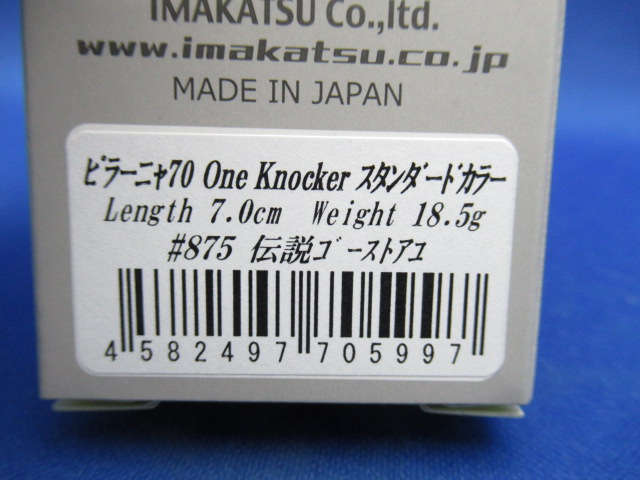 IMAKATSU Co.,ltd.
www.imakatsu.co.jp
MADE IN JAPAN
ﾋﾟﾗｰﾆｬ70 One Knocker ｽﾀﾝﾀﾞｰﾄﾞｶﾗｰ
Length 7.0cm Weight 18.5g
#875 伝説ｺﾞｰｽﾄｱﾕ
4 582497 705997